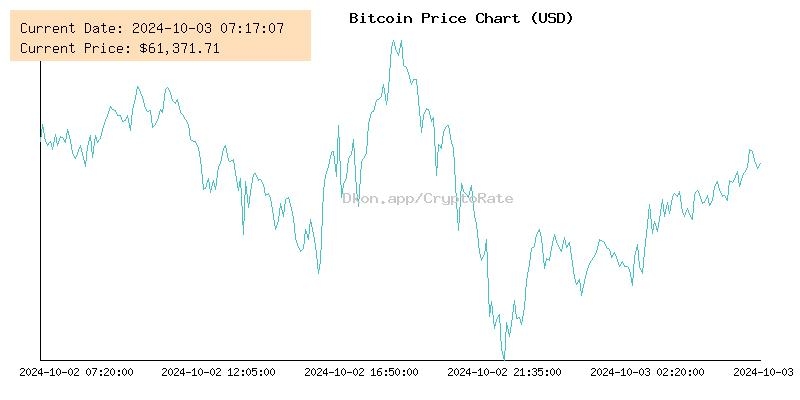 Bitcoin Price Chart (USD)
Current Date: 2024-10-03 07:17:07
Current Price: $61,371.71
Dkon.app/CryptoRate
2024-10-02 07:20:00 2024-10-02 12:05:00 2024-10-02 16:50:00 2024-10-02 21:35:00 2024-10-03 02:20:00 2024-10-03